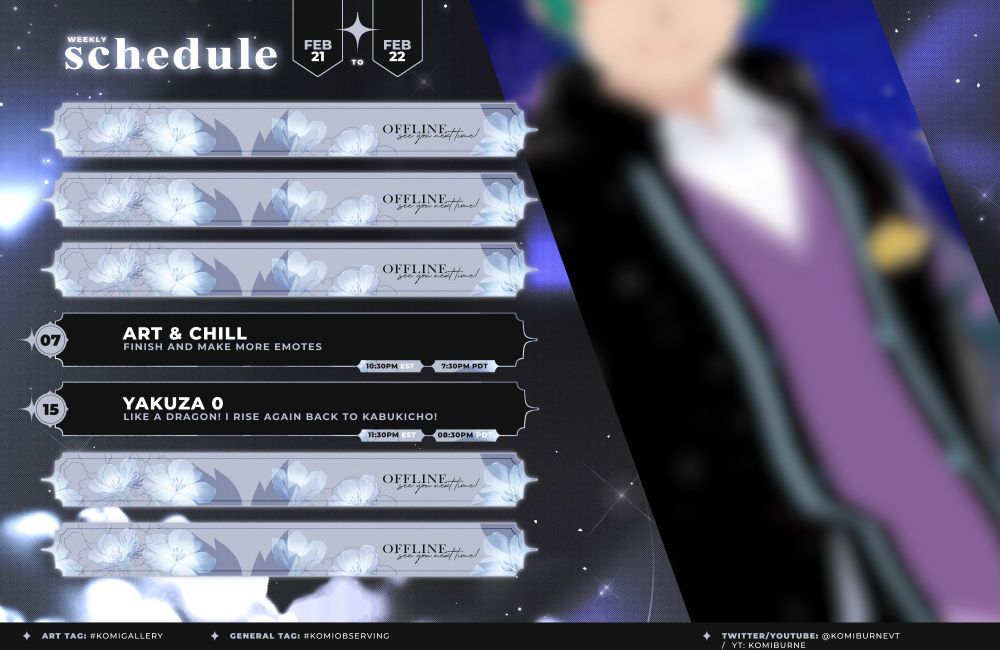 WEEKLY
schedule
FEB
21
TO
FEB
22
OFFLINE
see you next time!
OFFLINE
see you next time!
OFFLINE
see you next time!
07
ART & CHILL
FINISH AND MAKE MORE EMOTES
10:30PM EST 7:30PM PDT
15
YAKUZA 0
LIKE A DRAGON! I RISE AGAIN BACK TO KABUKICHO!
11:30PM EST 08:30PM PDT
OFFLINE
see you next time!
OFFLINE
see you next time!
ART TAG: #KOMIGALLERY GENERAL TAG: #KOMIOBSERVING TWITTER/YOUTUBE: @KOMIBURNEVT
/ YT: KOMIBURNE